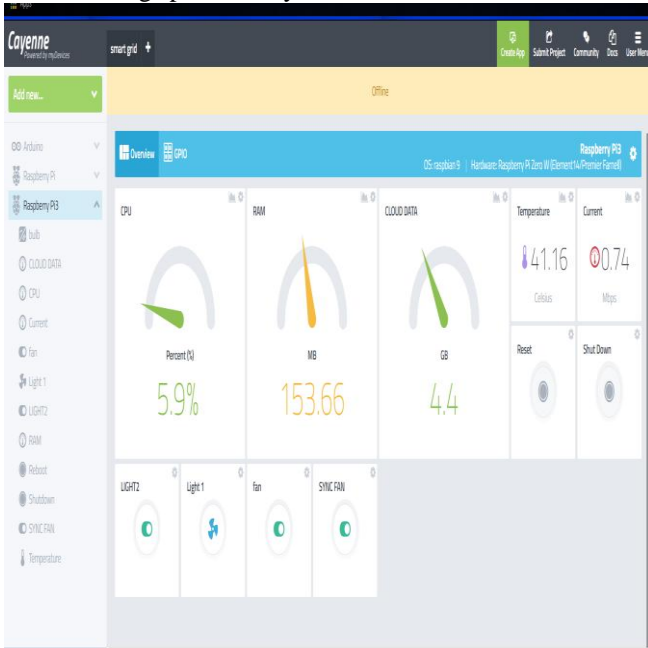 Apps
Cayenne
Powered by myDevices
smart grid +
Create App
Submit Project
Community
Docs
User Menu
Add new...
Offline
Arduino
Raspberry Pi
Raspberry Pi3
bulb
CLOUD DATA
CPU
Current
fan
Light 1
LIGHT2
RAM
Reboot
Shutdown
SYNC FAN
Temperature
Overview
GPIO
Raspberry Pi3
OS: raspbian 9 | Hardware: Raspberry Pi Zero W (Element14/Premier Farnell)
CPU
Percent (%)
5.9%
RAM
MB
153.66
CLOUD DATA
GB
4.4
Temperature
41.16
Celsius
Current
0.74
Mbps
Reset
Shut Down
LIGHT2
Light 1
fan
SYNC FAN